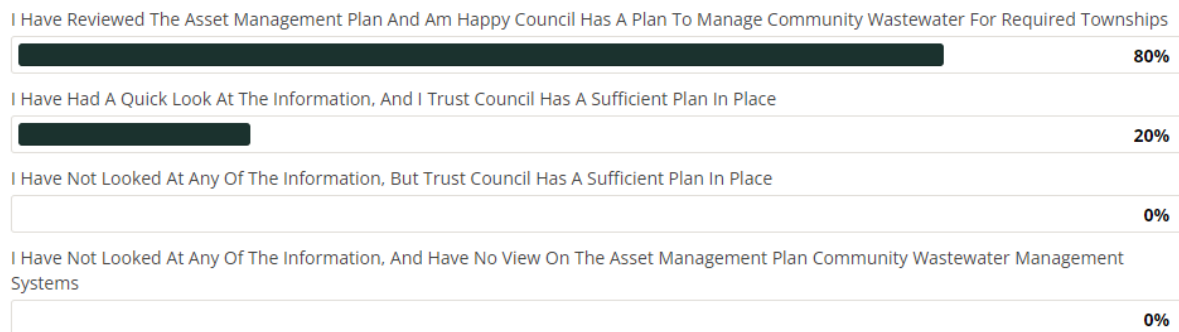 I Have Reviewed The Asset Management Plan And Am Happy Council Has A Plan To Manage Community Wastewater For Required Townships
80%
I Have Had A Quick Look At The Information, And I Trust Council Has A Sufficient Plan In Place
20%
I Have Not Looked At Any Of The Information, But Trust Council Has A Sufficient Plan In Place
0%
I Have Not Looked At Any Of The Information, And Have No View On The Asset Management Plan Community Wastewater Management
Systems
0%